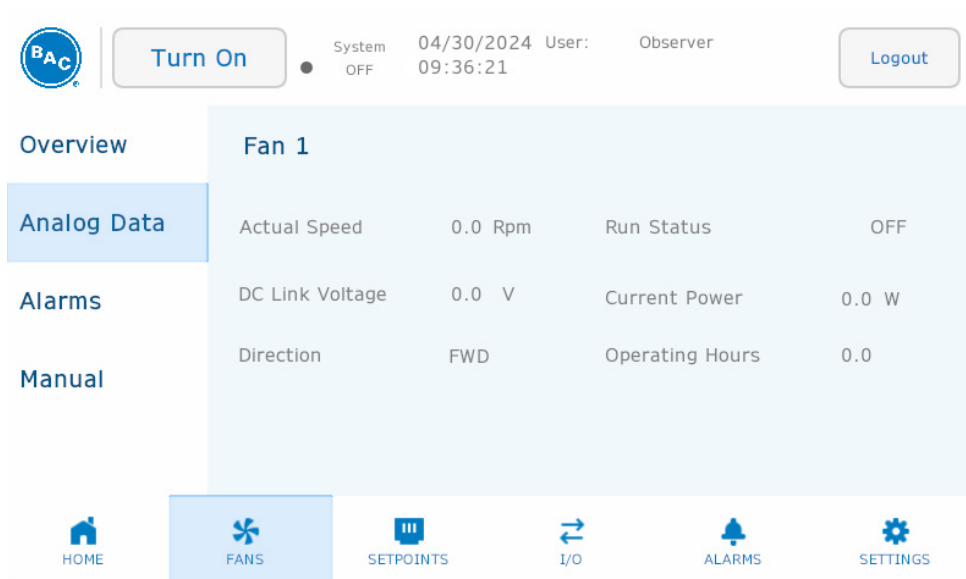 BAC
Turn On
System
OFF
04/30/2024 User: Observer
09:36:21
Logout
Overview
Analog Data
Alarms
Manual
Fan 1
Actual Speed 0.0 Rpm Run Status OFF
DC Link Voltage 0.0 V Current Power 0.0 W
Direction FWD Operating Hours 0.0
HOME FANS SETPOINTS I/O ALARMS SETTINGS